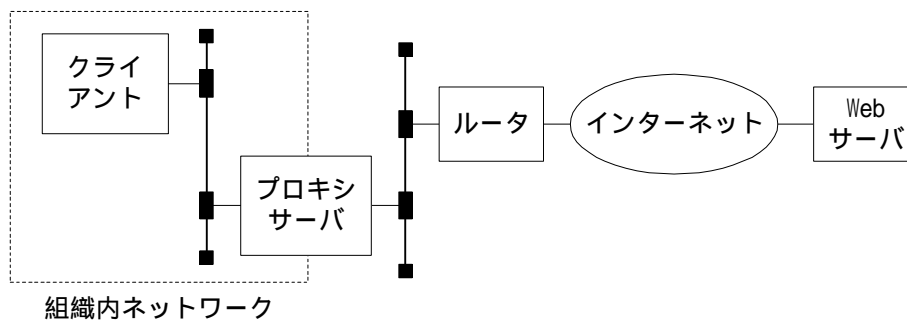 クライ
アント
プロキシ
サーバ
ルータ
インターネット
Web
サーバ
組織内ネットワーク